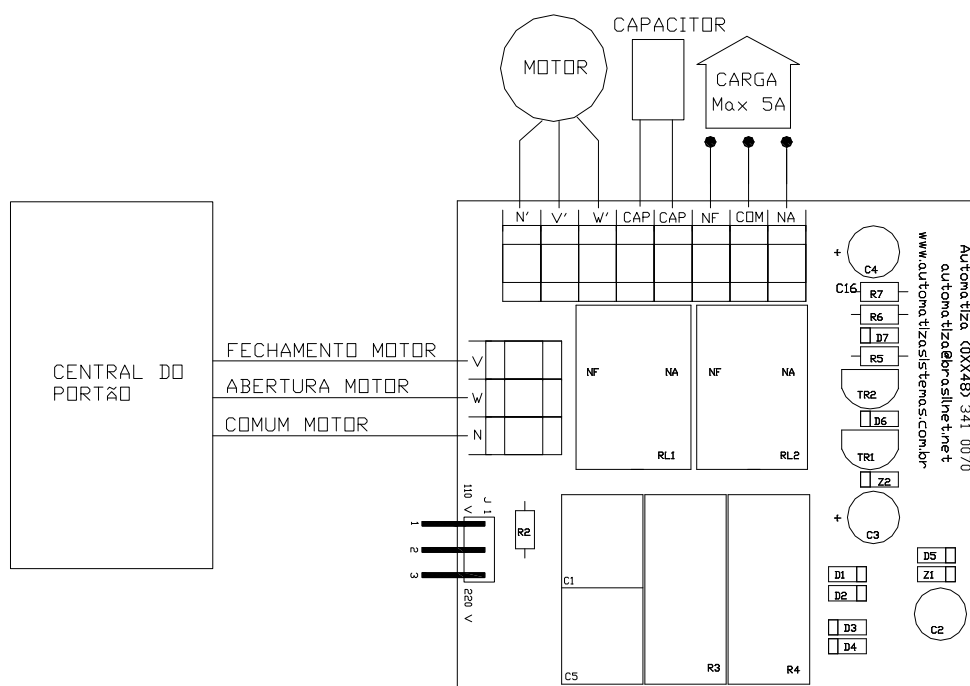 CAPACITOR
MOTOR
CARGA
Max 5A
N' V' W' CAP CAP NF COM NA
CENTRAL DO
PORTÃO
FECHAMENTO MOTOR
ABERTURA MOTOR
COMUM MOTOR
V
W
N
NF NA
RL1
NF NA
RL2
+
C4
C16
R7
R6
D7
R5
TR2
D6
TR1
Z2
+
C3
Automatiza (0XX48) 341 0070
automatiza@brasilnet.net
www.automatizasistemas.com.br
110 V
J 1
1
2
3
220 V
R2
C1
C5
R3
R4
D1
D2
D3
D4
D5
Z1
C2